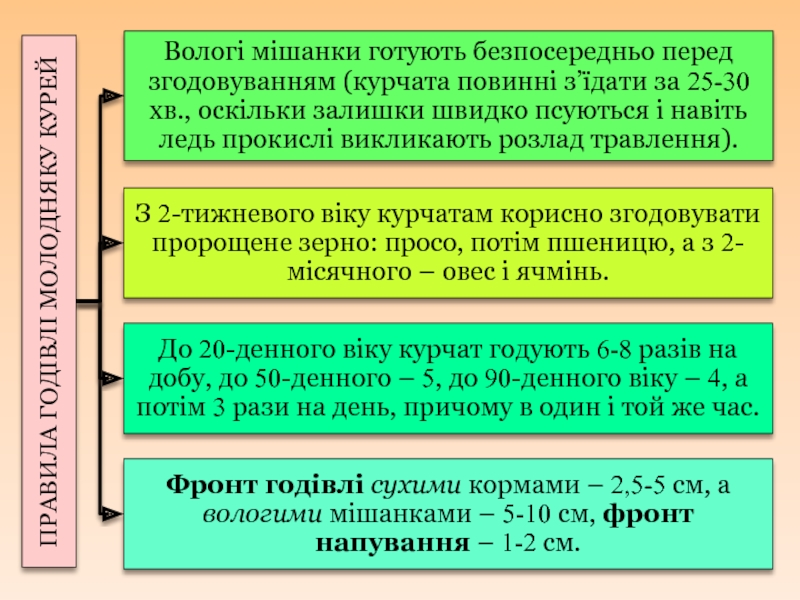 ПРАВИЛА ГОДІВЛІ МОЛОДНЯКУ КУРЕЙ
Вологі мішанки готують безпосередньо перед
згодовуванням (курчата повинні з’їдати за 25-30
хв., оскільки залишки швидко псуються і навіть
ледь прокислі викликають розлад травлення).
З 2-тижневого віку курчатам корисно згодовувати
пророщене зерно: просо, потім пшеницю, а з 2-
місячного – овес і ячмінь.
До 20-денного віку курчат годують 6-8 разів на
добу, до 50-денного – 5, до 90-денного віку – 4, а
потім 3 рази на день, причому в один і той же час.
Фронт годівлі сухими кормами – 2,5-5 см, а
вологими мішанками – 5-10 см, фронт
напування – 1-2 см.